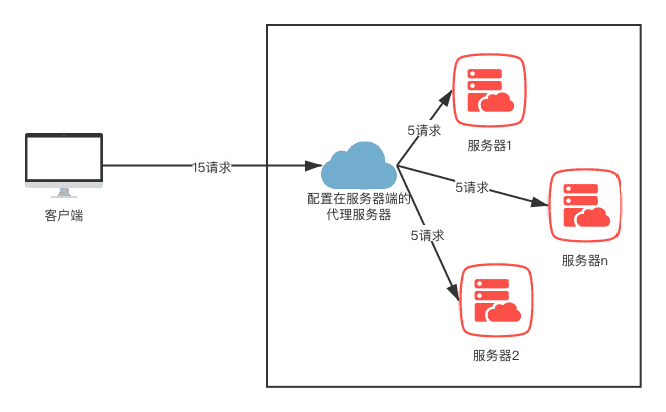 5请求
服务器1
15请求
客户端
配置在服务器端的
代理服务器
5请求
服务器n
5请求
服务器2